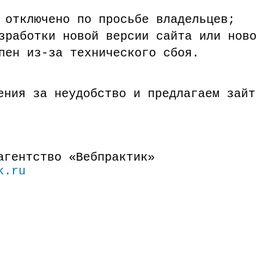 отключено по просьбе владельцев;
зработки новой версии сайта или ново
пен из-за технического сбоя.
ения за неудобство и предлагаем зайт
агентство «Вебпрактик»
k.ru